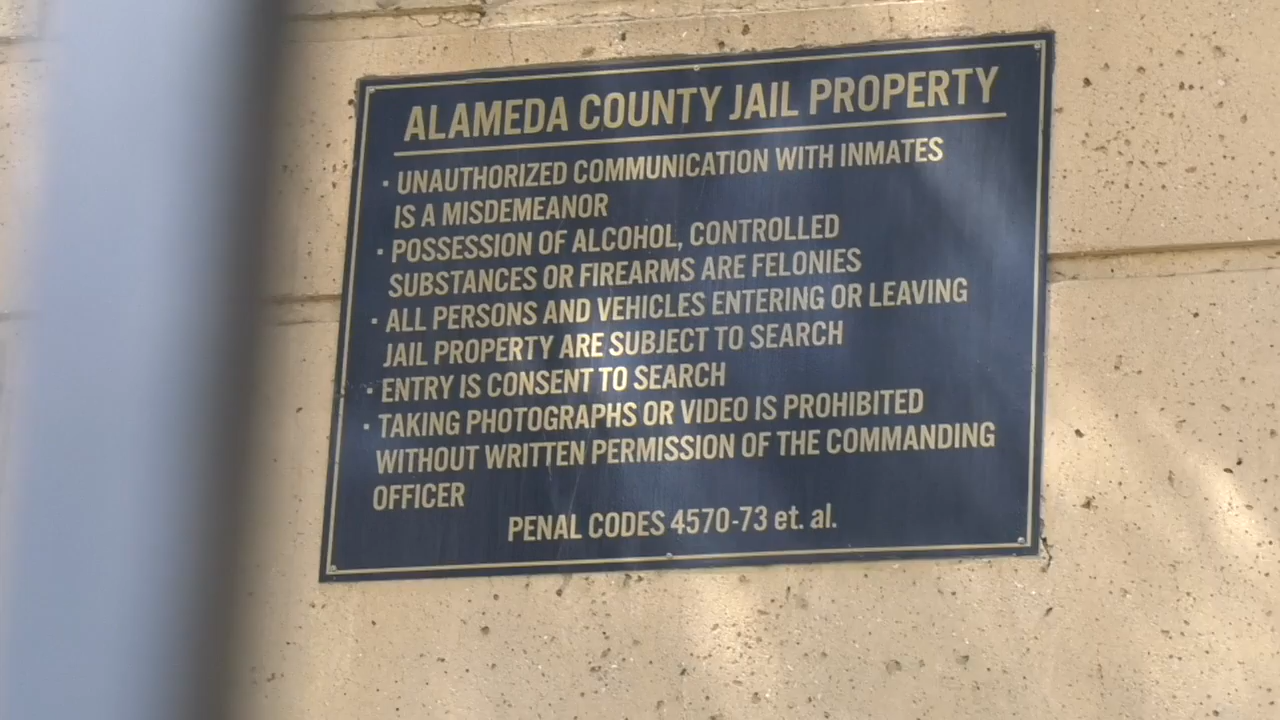 ALAMEDA COUNTY JAIL PROPERTY
· UNAUTHORIZED COMMUNICATION WITH INMATES
IS A MISDEMEANOR
· POSSESSION OF ALCOHOL, CONTROLLED
SUBSTANCES OR FIREARMS ARE FELONIES
· ALL PERSONS AND VEHICLES ENTERING OR LEAVING
JAIL PROPERTY ARE SUBJECT TO SEARCH
· ENTRY IS CONSENT TO SEARCH
· TAKING PHOTOGRAPHS OR VIDEO IS PROHIBITED
WITHOUT WRITTEN PERMISSION OF THE COMMANDING
OFFICER
PENAL CODES 4570-73 et. al.